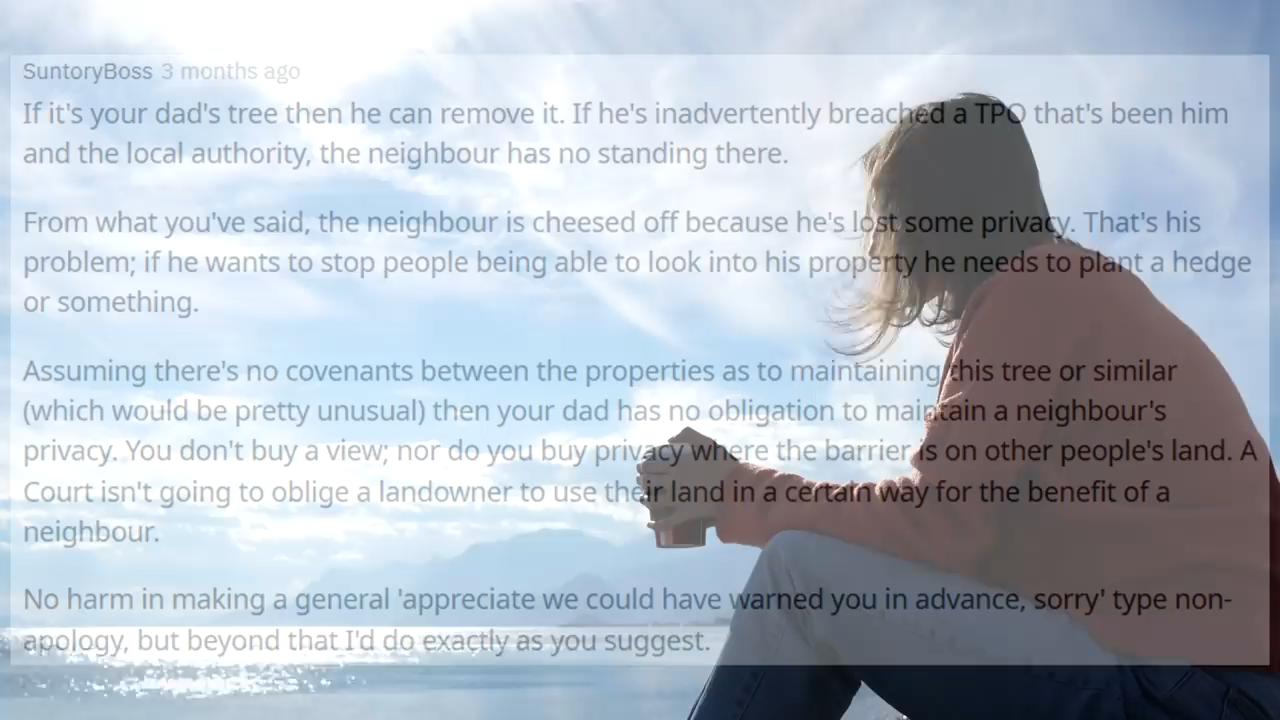 SuntoryBoss 3 months ago
If it's your dad's tree then he can remove it. If he's inadvertently breached a TPO that's been him
and the local authority, the neighbour has no standing there.
From what you've said, the neighbour is cheesed off because he's lost some privacy. That's his
problem; if he wants to stop people being able to look into his property he needs to plant a hedge
or something.
Assuming there's no covenants between the properties as to maintaining this tree or similar
(which would be pretty unusual) then your dad has no obligation to maintain a neighbour's
privacy. You don't buy a view; nor do you buy privacy where the barrier is on other people's land. A
Court isn't going to oblige a landowner to use their land in a certain way for the benefit of a
neighbour.
No harm in making a general 'appreciate we could have warned you in advance, sorry' type non-
apology, but beyond that I'd do exactly as you suggest.